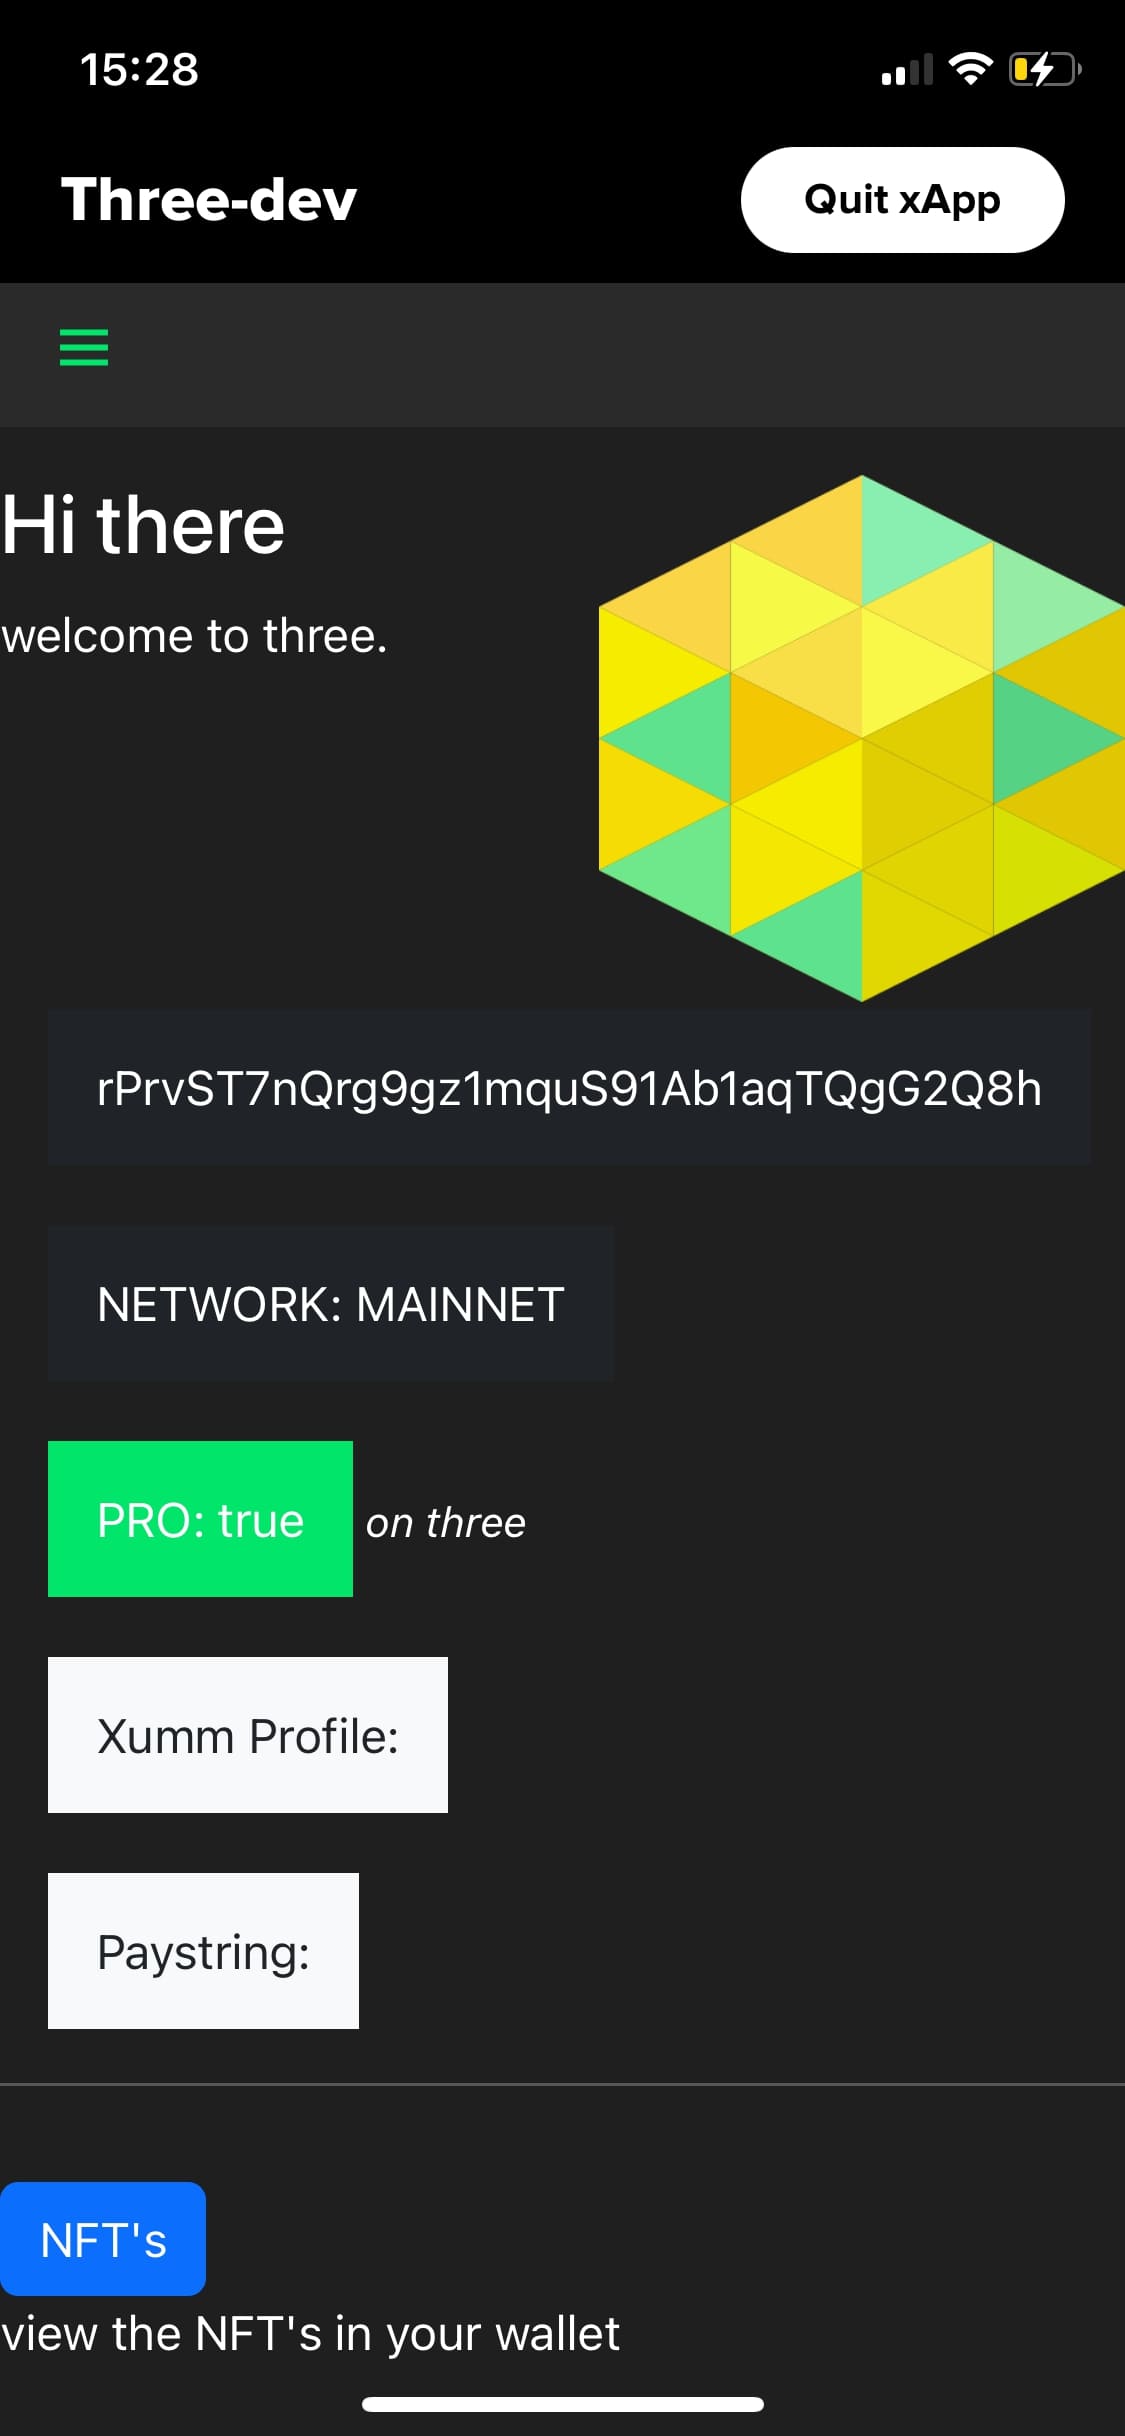 15:28
Three-dev
Quit xApp
Hi there
welcome to three.
rPrvST7nQrg9gz1mquS91Ab1aqTQgG2Q8h
NETWORK: MAINNET
PRO: true on three
Xumm Profile:
Paystring:
NFT's
view the NFT's in your wallet